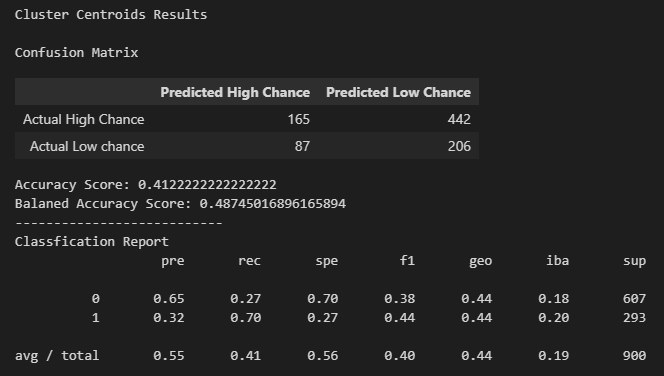 Cluster Centroids Results
Confusion Matrix
Predicted High Chance Predicted Low Chance
Actual High Chance 165 442
Actual Low chance 87 206
Accuracy Score: 0.4122222222222222
Balaned Accuracy Score: 0.48745016896165894
---------------------------
Classfication Report
pre rec spe f1 geo iba sup
0 0.65 0.27 0.70 0.38 0.44 0.18 607
1 0.32 0.70 0.27 0.44 0.44 0.20 293
avg / total 0.55 0.41 0.56 0.40 0.44 0.19 900